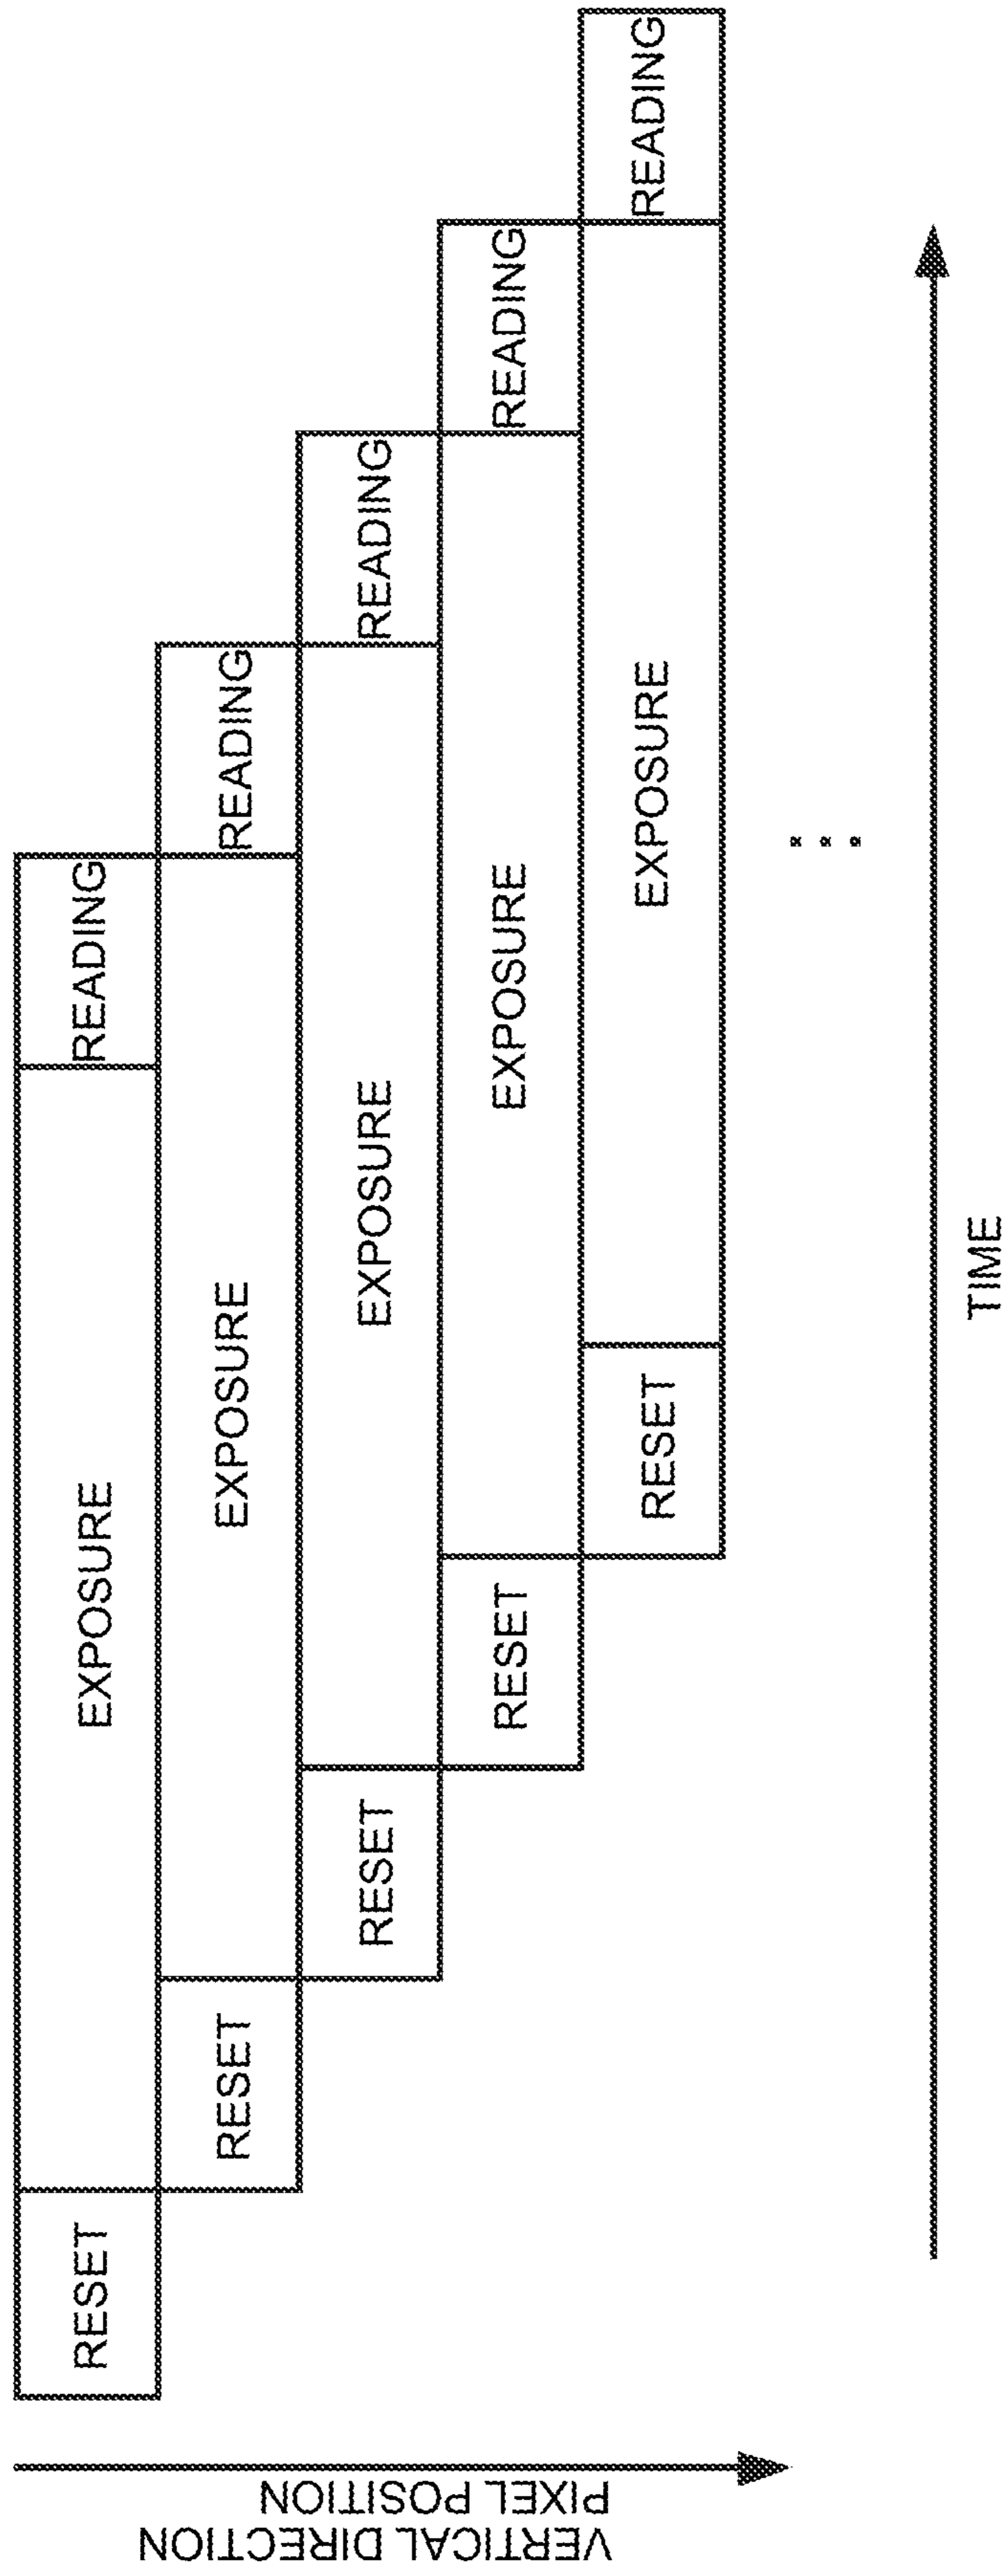 VERTICAL DIRECTION
PIXEL POSITION
RESET
EXPOSURE
READING
RESET
EXPOSURE
READING
RESET
EXPOSURE
READING
RESET
EXPOSURE
READING
RESET
EXPOSURE
READING
...
TIME